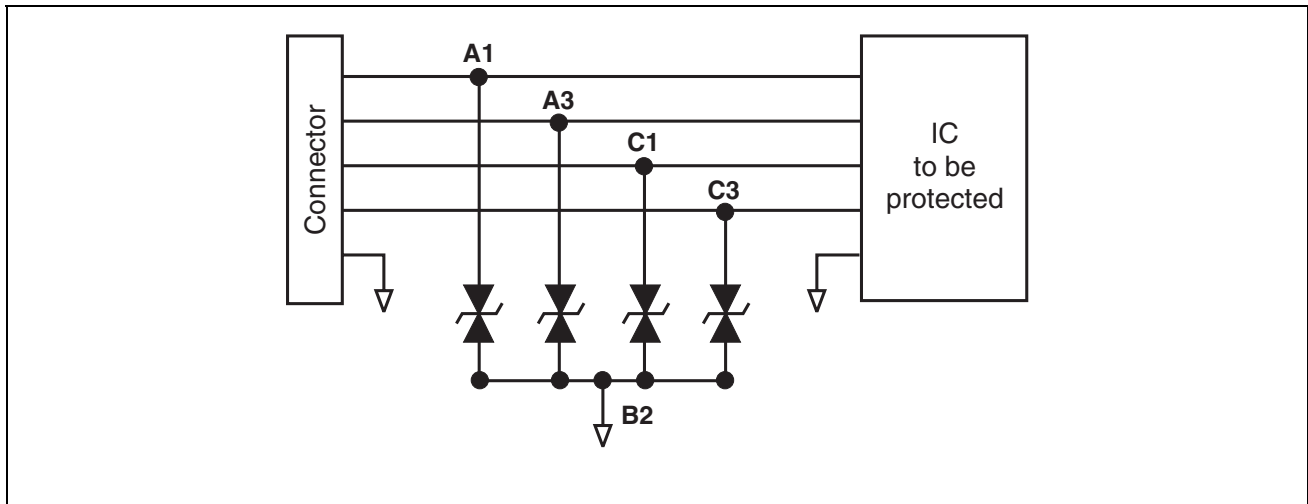 A1
A3
C1
C3
Connector
IC
to be
protected
B2